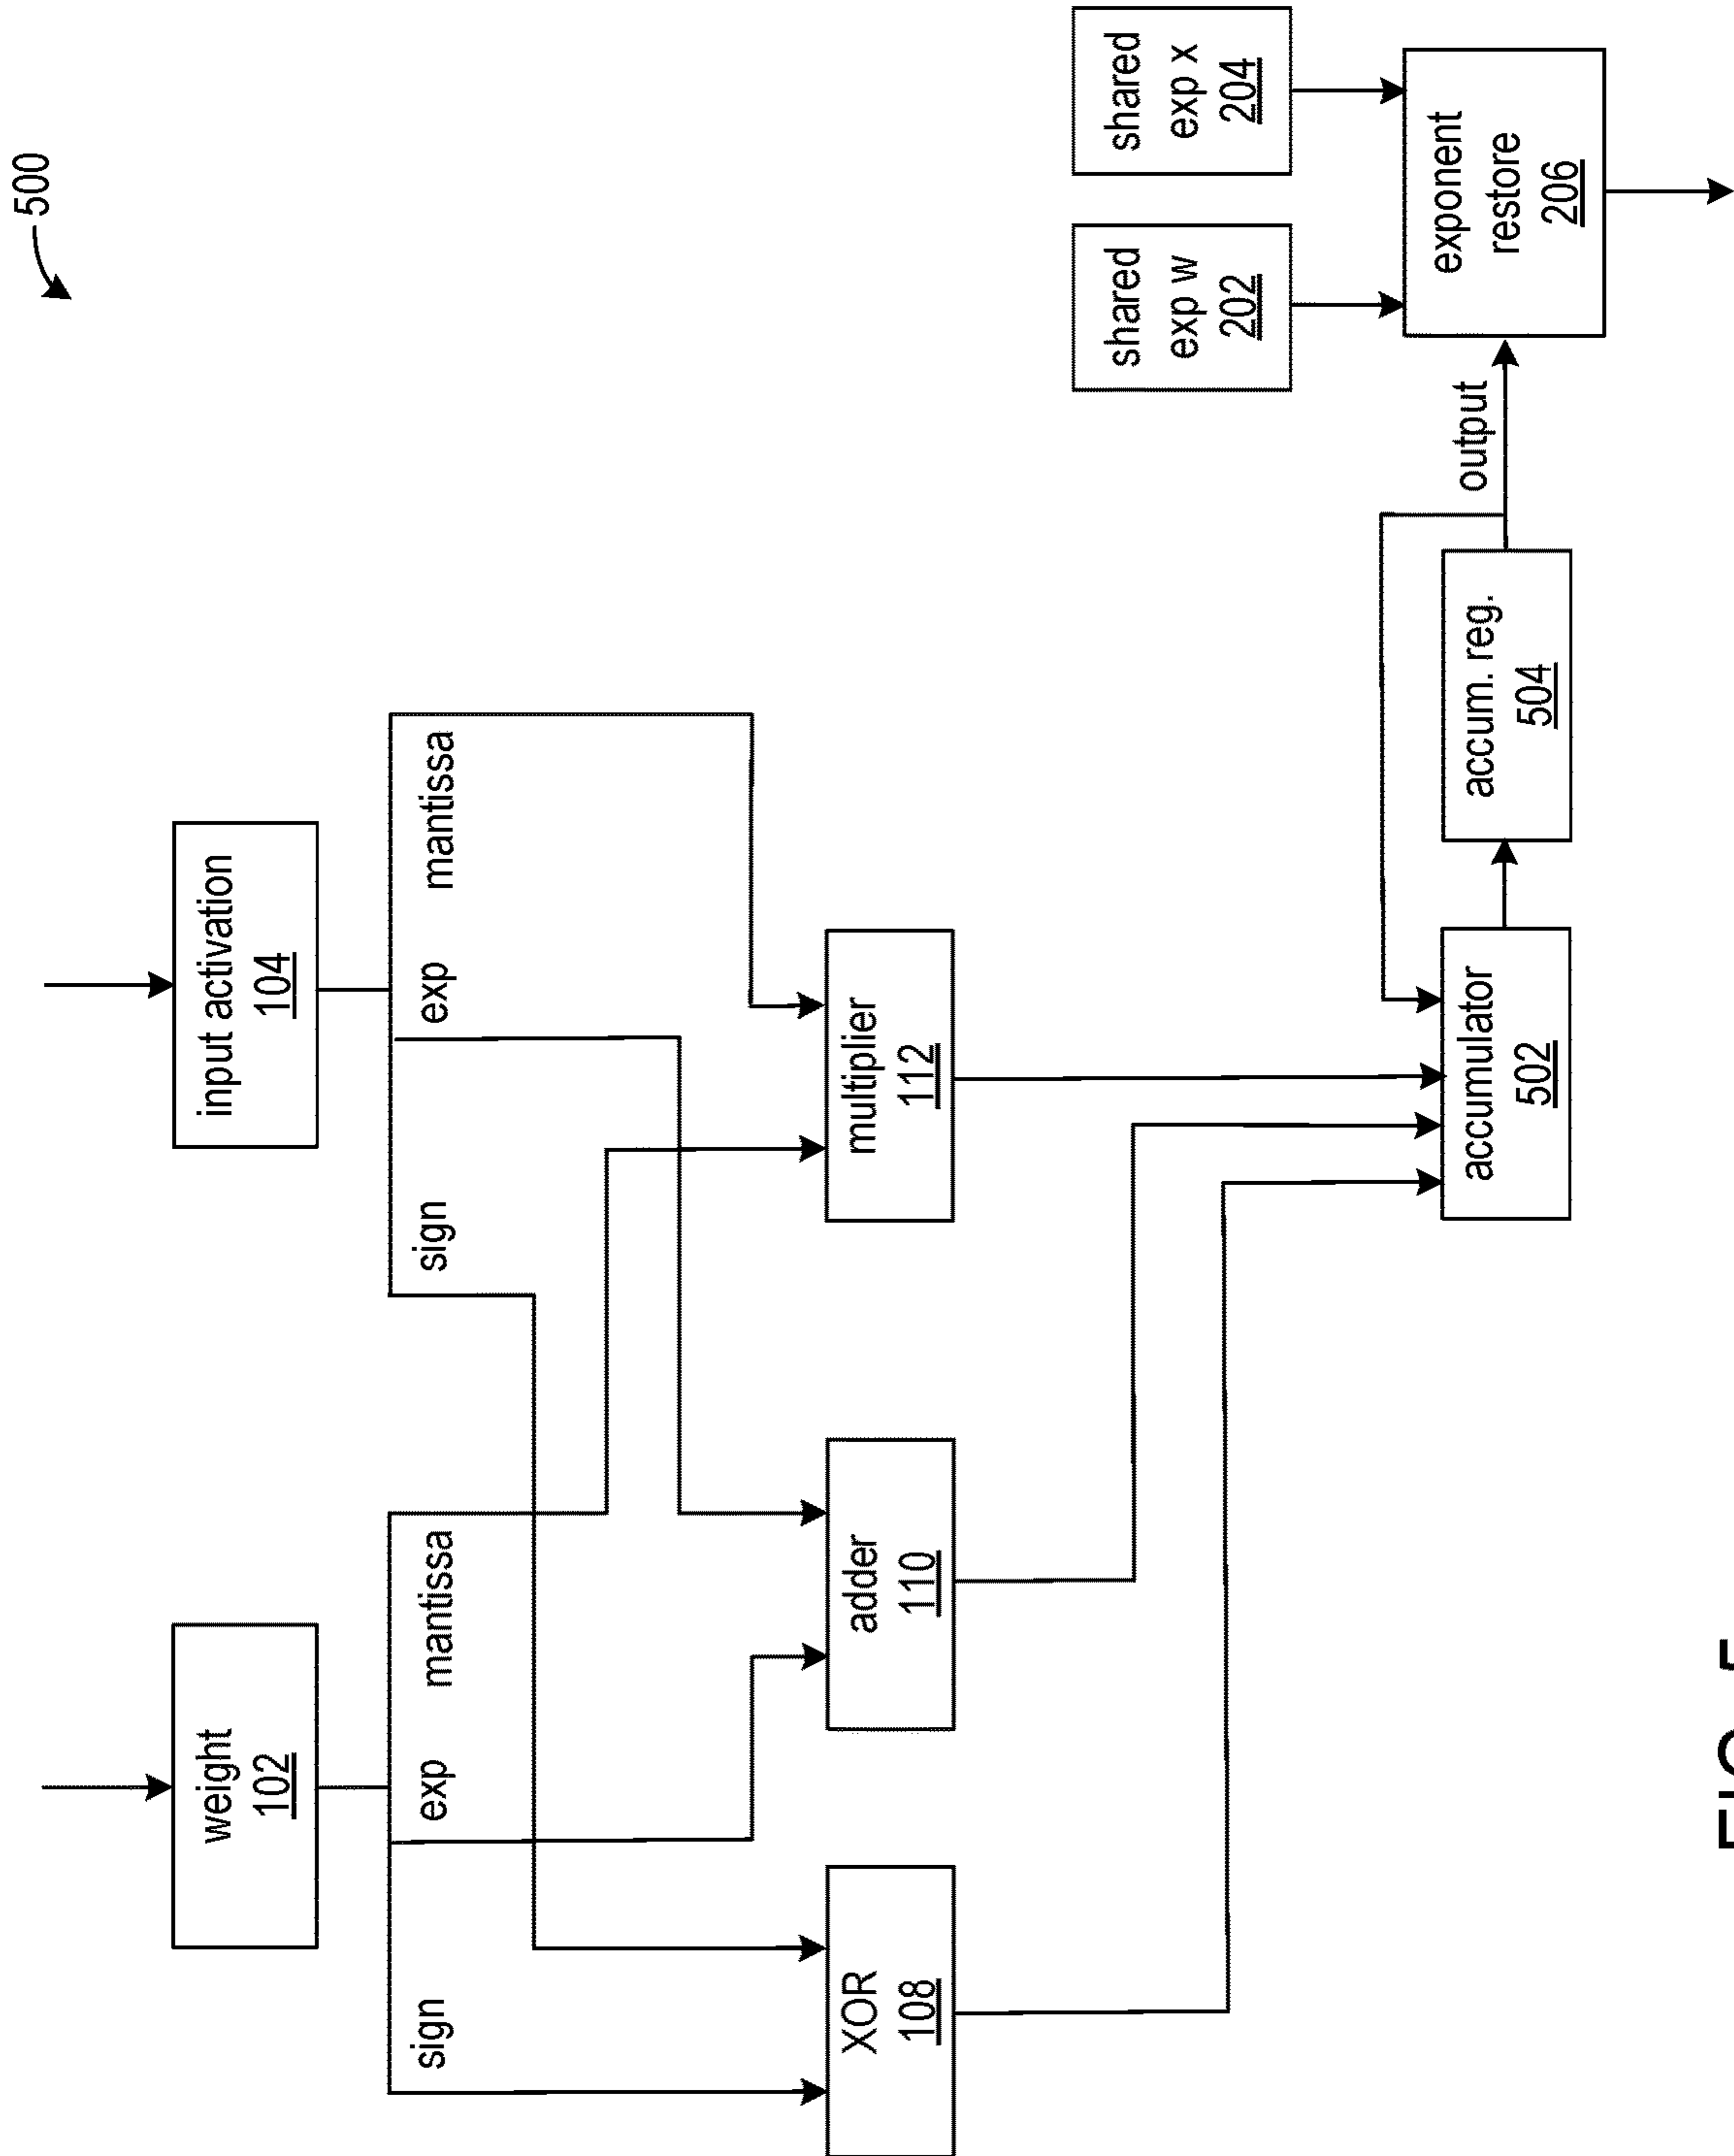 500
weight
102
input activation
104
sign
exp
mantissa
sign
exp
mantissa
XOR
108
adder
110
multiplier
112
shared
exp w
202
shared
exp x
204
accumulator
502
accum. reg.
504
output
exponent
restore
206